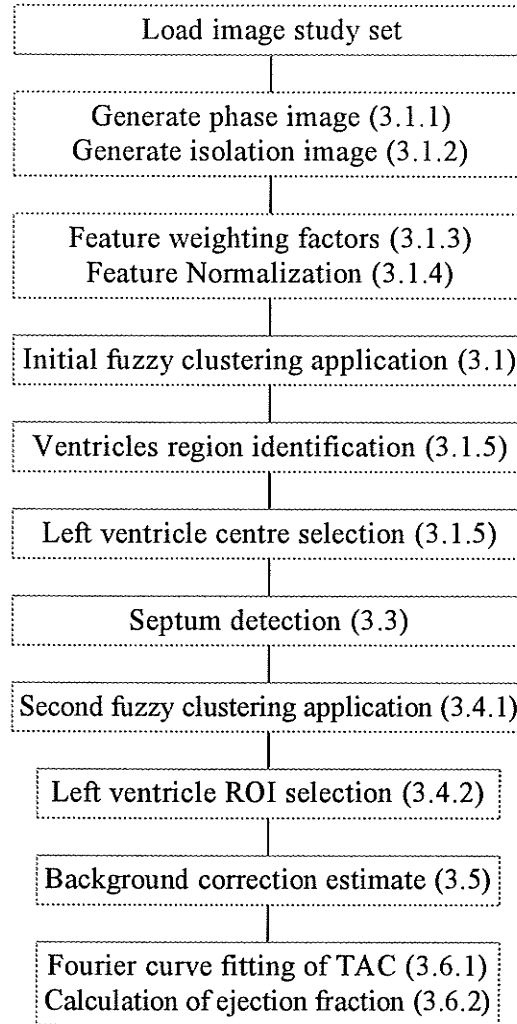 Load image study set
Generate phase image (3.1.1)
Generate isolation image (3.1.2)
Feature weighting factors (3.1.3)
Feature Normalization (3.1.4)
Initial fuzzy clustering application (3.1)
Ventricles region identification (3.1.5)
Left ventricle centre selection (3.1.5)
Septum detection (3.3)
Second fuzzy clustering application (3.4.1)
Left ventricle ROI selection (3.4.2)
Background correction estimate (3.5)
Fourier curve fitting of TAC (3.6.1)
Calculation of ejection fraction (3.6.2)